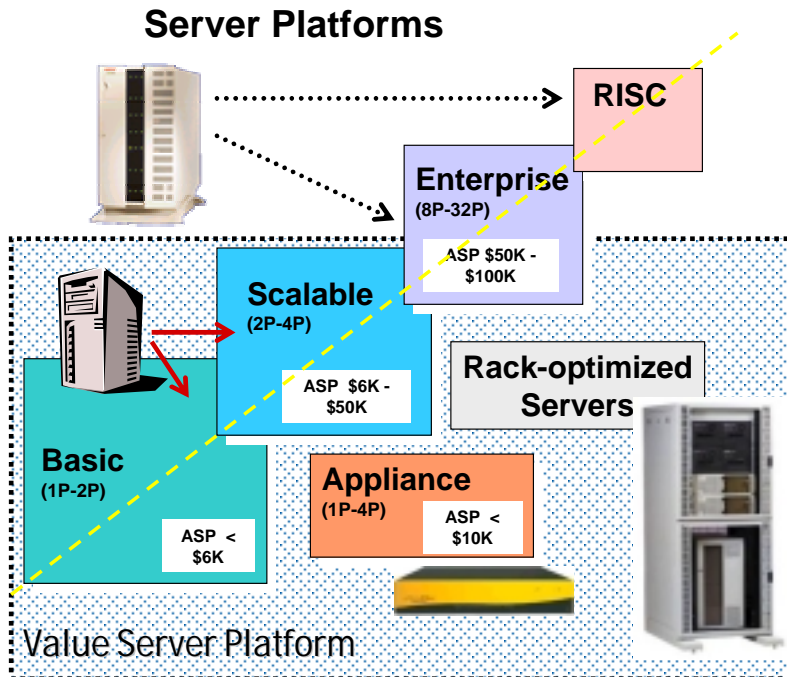 Server Platforms
RISC
Enterprise
(8P-32P)
ASP $50K -
$100K
Scalable
(2P-4P)
ASP  $6K -
$50K
Rack-optimized
Servers
Basic
(1P-2P)
ASP  <
$6K
Appliance
(1P-4P)
ASP  <
$10K
Value Server Platform